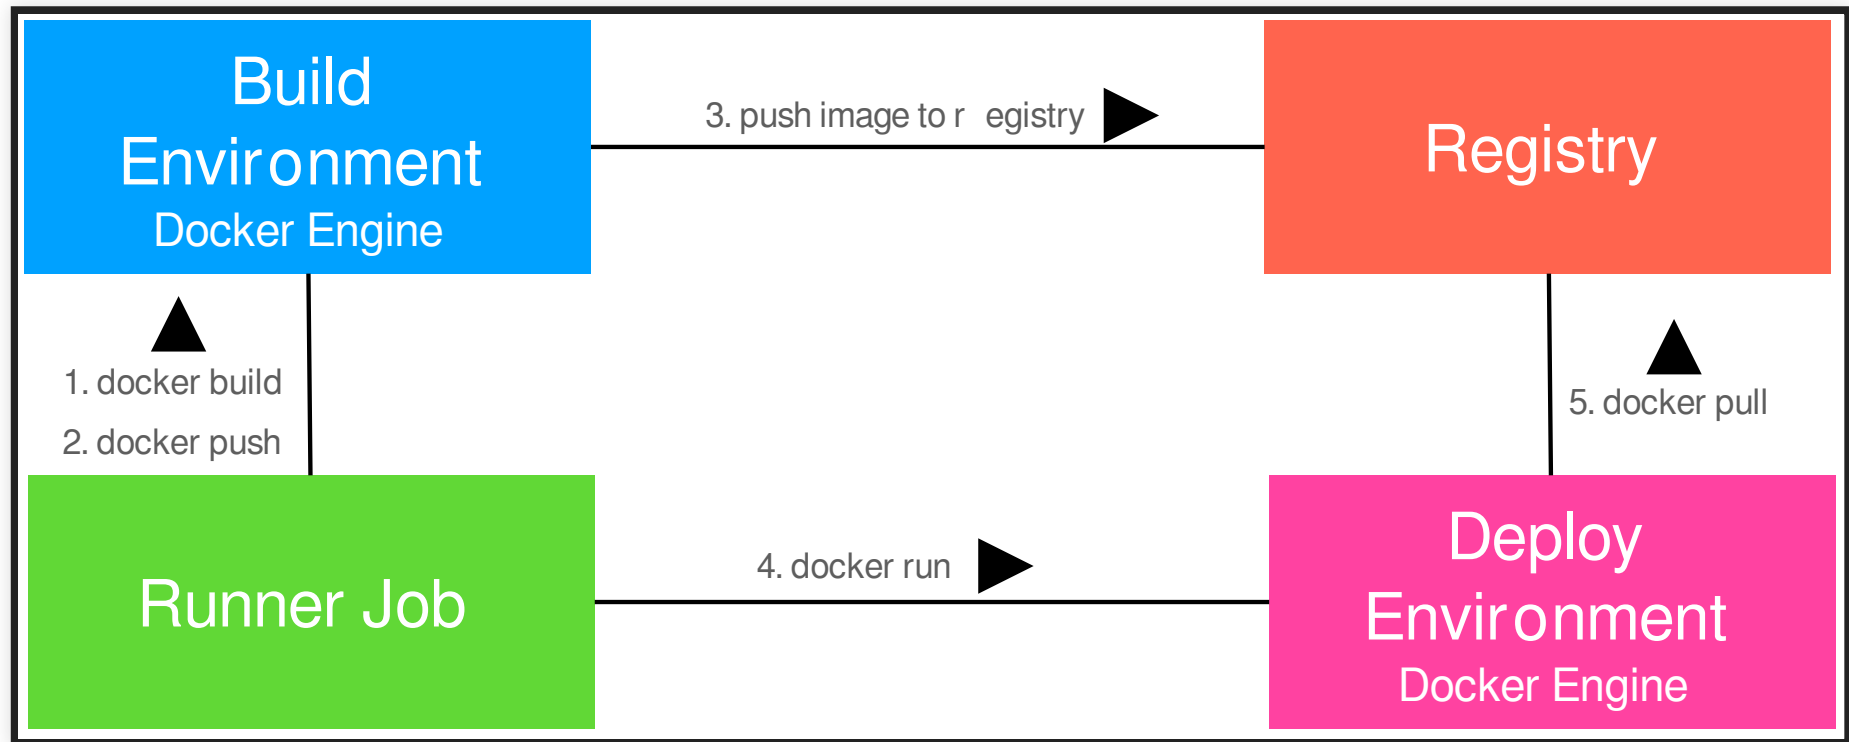 Build
Environment
Docker Engine
3. push image to r egistry
Registry
1. docker build
2. docker push
5. docker pull
Runner Job
4. docker run
Deploy
Environment
Docker Engine